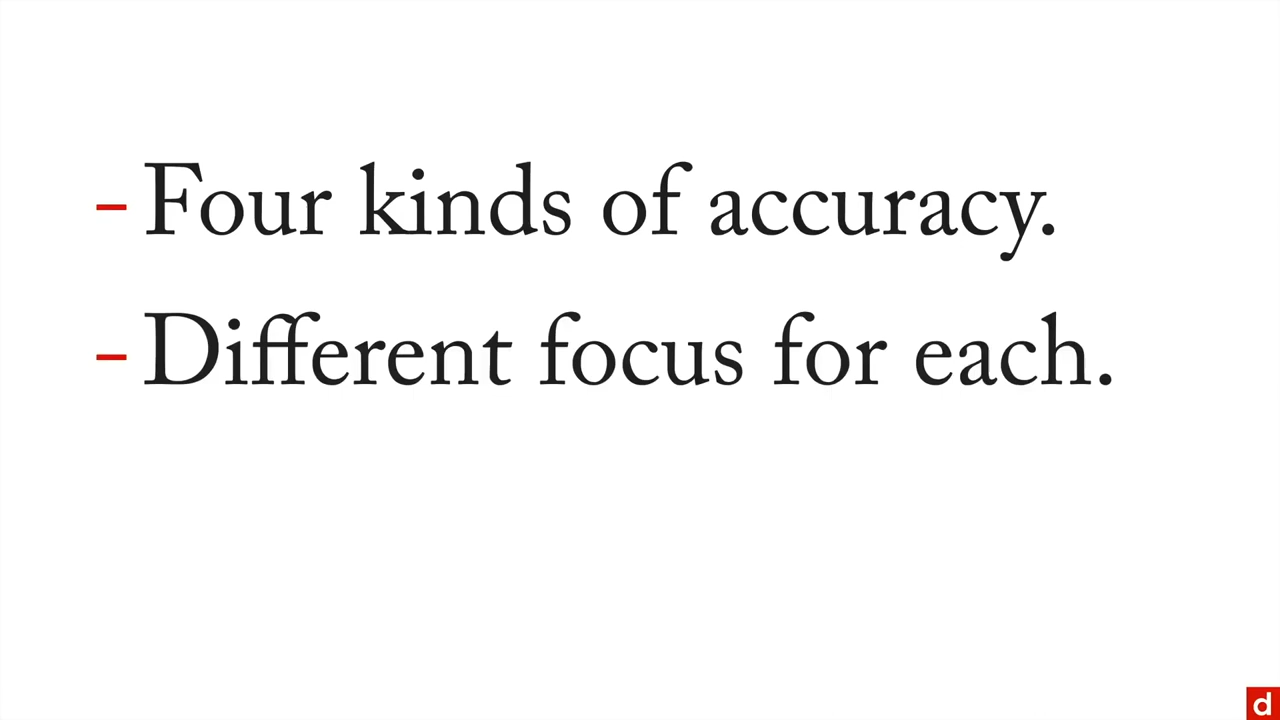 - Four kinds of accuracy.
- Different focus for each.
d